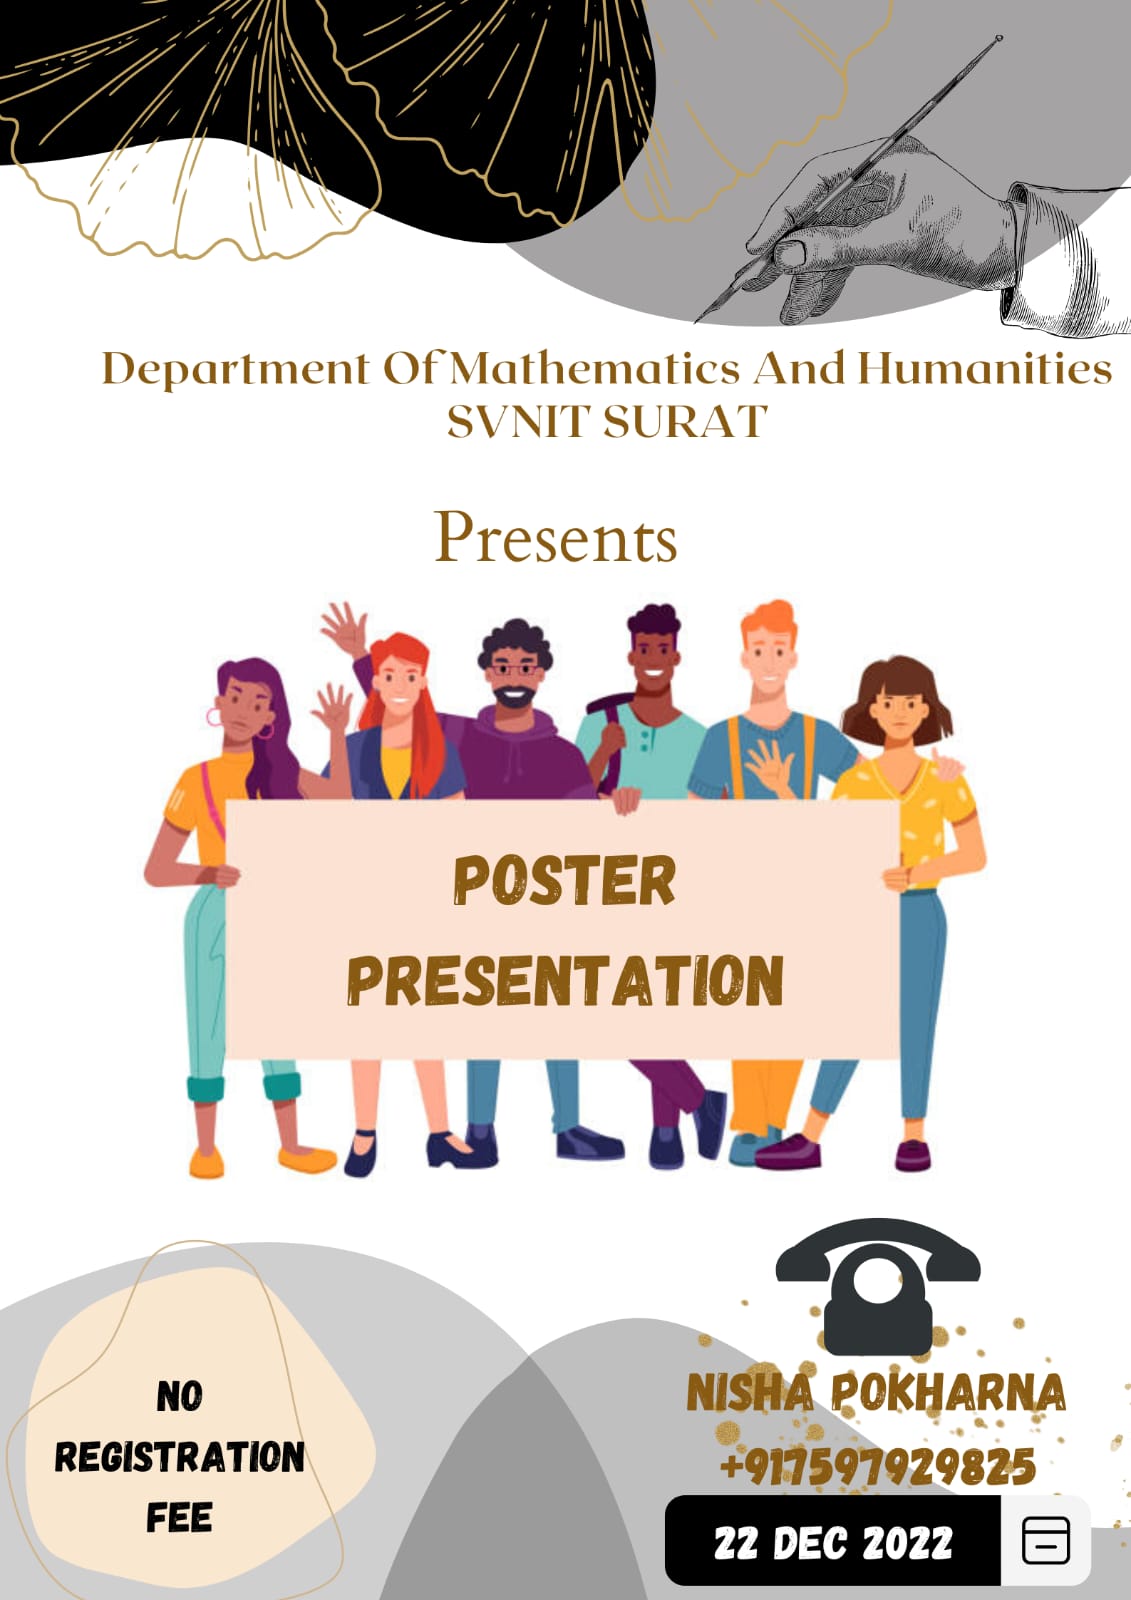 Department Of Mathematics And Humanities
SVNIT SURAT
Presents
POSTER
PRESENTATION
NO
REGISTRATION
FEE
NISHA POKHARNA
+917597929825
22 DEC 2022